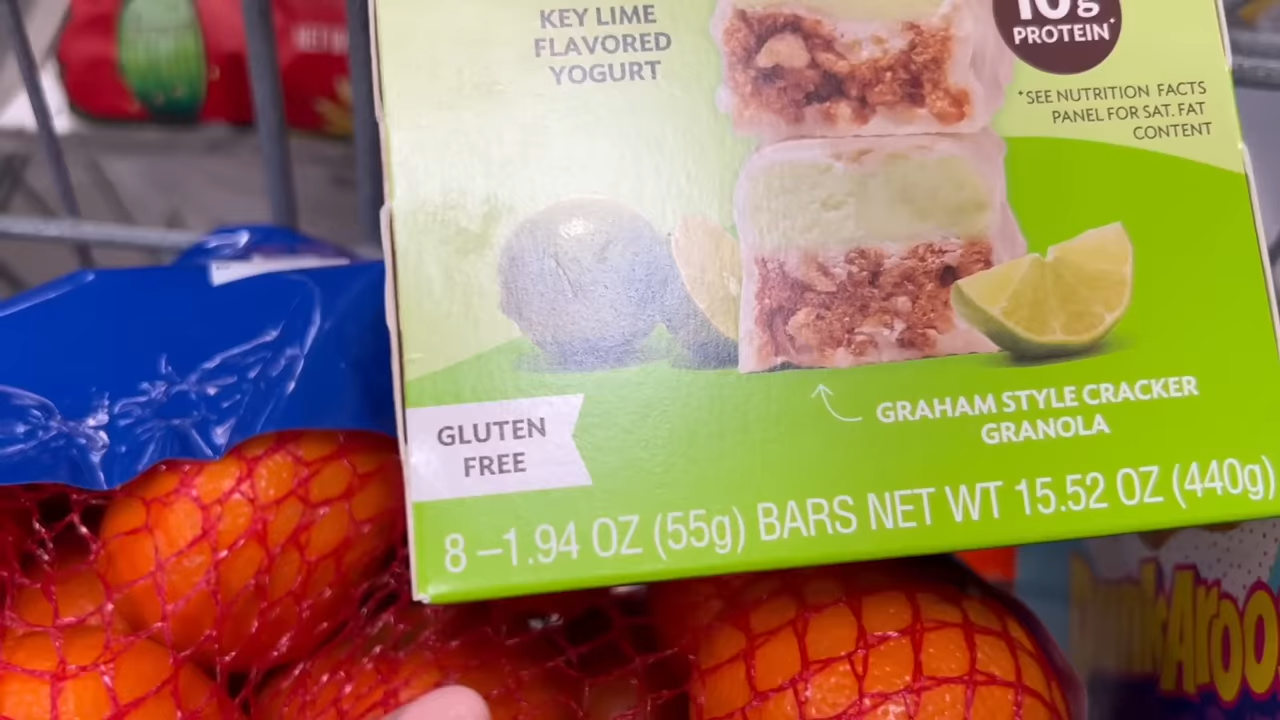 KEY LIME
FLAVORED
YOGURT
10g
PROTEIN*
*SEE NUTRITION FACTS
PANEL FOR SAT. FAT
CONTENT
GRAHAM STYLE CRACKER
GRANOLA
GLUTEN
FREE
8 –1.94 OZ (55g) BARS NET WT 15.52 OZ (440g)